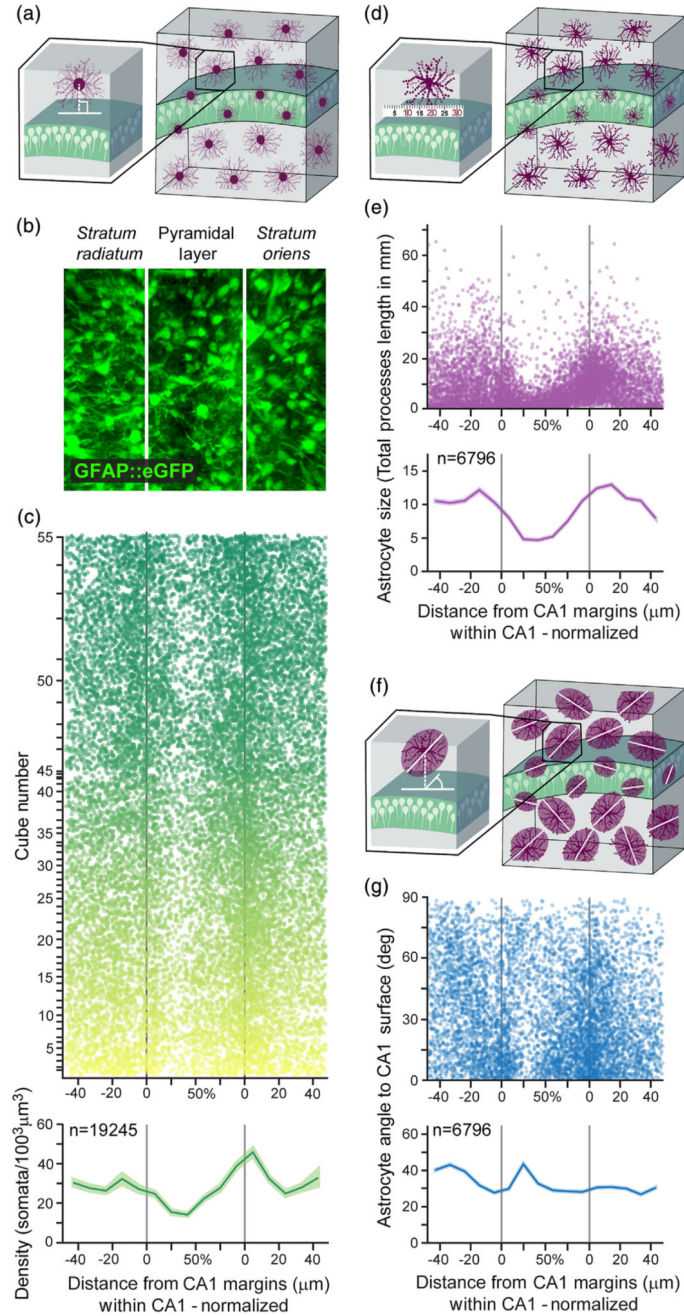 (a)
(b)
Stratum radiatum
Pyramidal layer
Stratum oriens
GFAP::eGFP
(c)
Cube number
55
50
45
40
35
30
25
20
15
10
5
-40 -20 0 50% 0 20 40
Density (somata/100³μm³)
n=19245
60
40
20
0
-40 -20 0 50% 0 20 40
Distance from CA1 margins (μm)
within CA1 - normalized
(d)
5 10 15 20 25 30
(e)
Astrocyte size (Total processes length in mm)
60
40
20
0
-40 -20 0 50% 0 20 40
n=6796
15
10
5
0
-40 -20 0 50% 0 20 40
Distance from CA1 margins (μm)
within CA1 - normalized
(f)
(g)
Astrocyte angle to CA1 surface (deg)
90
60
30
0
-40 -20 0 50% 0 20 40
n=6796
90
60
30
0
-40 -20 0 50% 0 20 40
Distance from CA1 margins (μm)
within CA1 - normalized